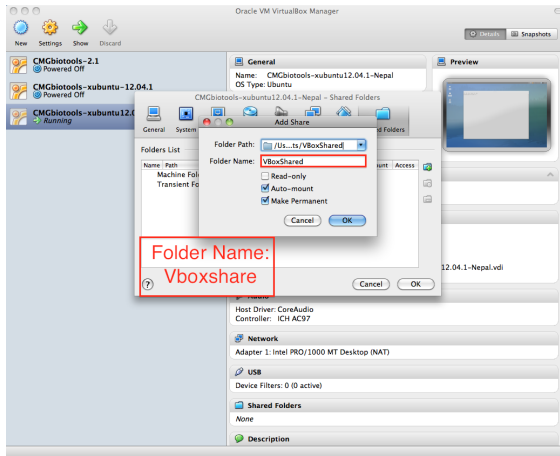 Oracle VM VirtualBox Manager
New Settings Show Discard
Details Snapshots
CMGbiotools-2.1
Powered Off
CMGbiotools-xubuntu-12.04.1
Powered Off
CMGbiotools-xubuntu12.0
Running
General
Name: CMGbiotools-xubuntu12.04.1-Nepal
OS Type: Ubuntu
Preview
CMGbiotools-xubuntu12.04.1-Nepal - Shared Folders
General System
d Folders
Add Share
Folder Path: /Us...ts/VBoxShared
Folder Name: VBoxShared
Read-only
Auto-mount
Make Permanent
Cancel OK
Folders List
Name Path
unt Access
Machine Fol
Transient Fo
Folder Name:
Vboxshare
?
Cancel OK
12.04.1-Nepal.vdi
Host Driver: CoreAudio
Controller: ICH AC97
Network
Adapter 1: Intel PRO/1000 MT Desktop (NAT)
USB
Device Filters: 0 (0 active)
Shared Folders
None
Description